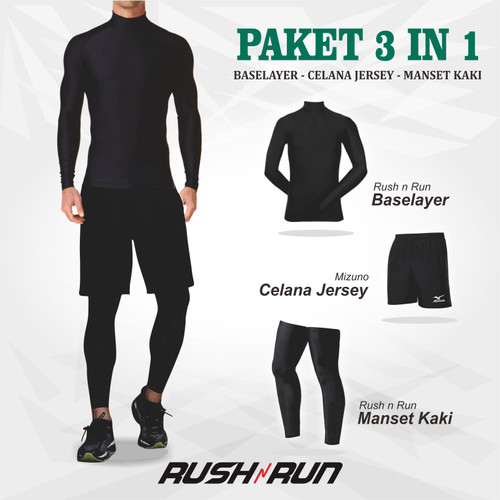 PAKET 3 IN 1
BASELAYER - CELANA JERSEY - MANSET KAKI
Rush n Run
Baselayer
Mizuno
Celana Jersey
MIZUNO
Rush n Run
Manset Kaki
RUSH N RUN